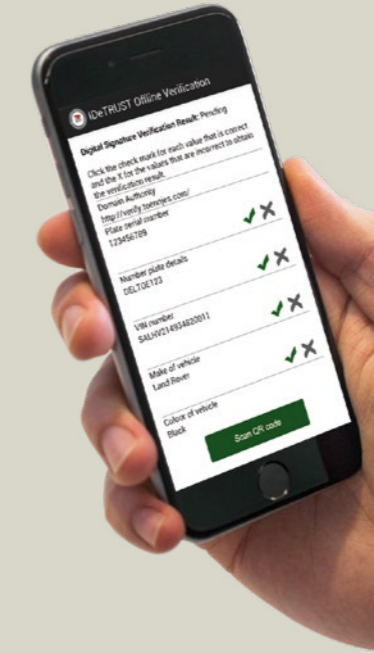 IDeTRUST Offline Verification
Digital Signature Verification Result: Pending
Click the check mark for each value that is correct
and the X for the values that are incorrect to obtain
the verification result.
Domain Authority
http://verify.toennjes.com/
Plate serial number
123456789
Number plate details
DELTOE123
VIN number
SALHV214934820011
Make of vehicle
Land Rover
Colour of vehicle
Black
Scan QR code